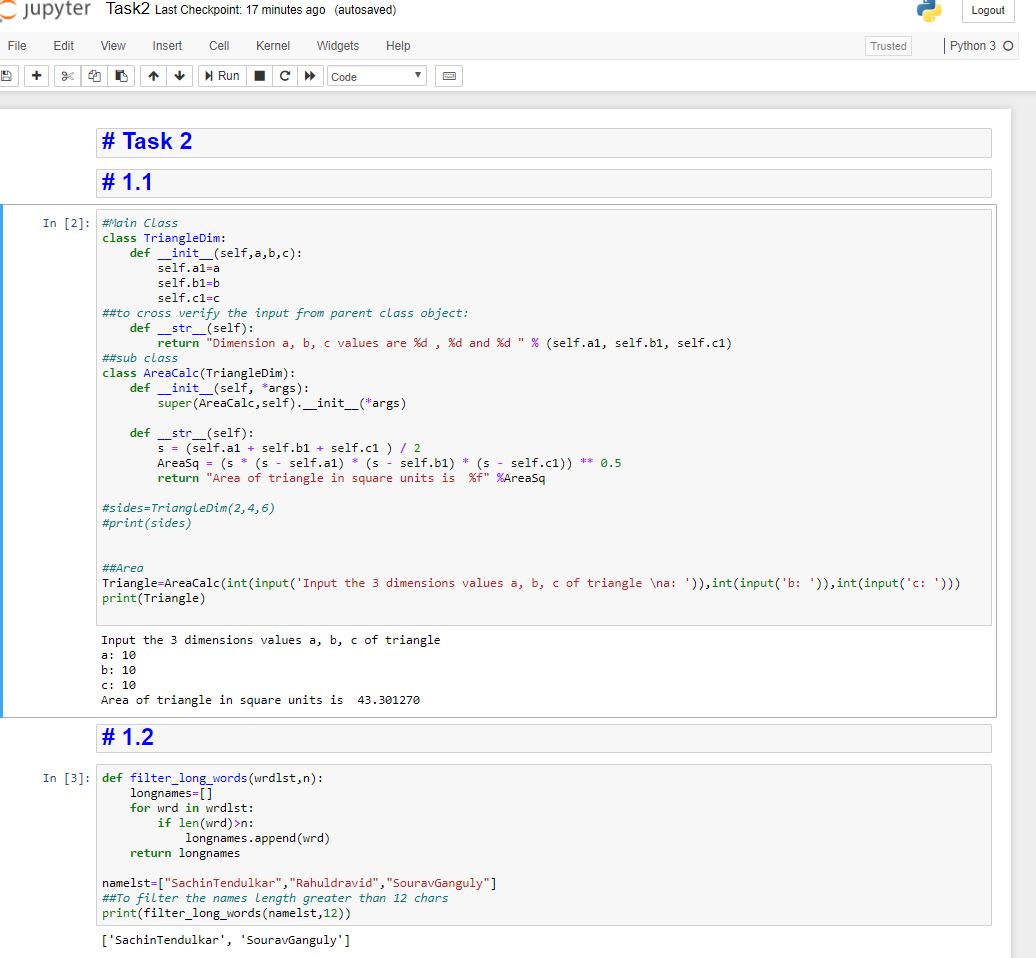 jupyter Task2 Last Checkpoint: 17 minutes ago (autosaved) Logout
File Edit View Insert Cell Kernel Widgets Help Trusted Python 3
Run Code
# Task 2
# 1.1
In [2]: #Main Class
class TriangleDim:
    def __init__(self,a,b,c):
        self.a1=a
        self.b1=b
        self.c1=c
##to cross verify the input from parent class object:
    def __str__(self):
        return "Dimension a, b, c values are %d , %d and %d " % (self.a1, self.b1, self.c1)
##sub class
class AreaCalc(TriangleDim):
    def __init__(self, *args):
        super(AreaCalc,self).__init__(*args)
    def __str__(self):
        s = (self.a1 + self.b1 + self.c1 ) / 2
        AreaSq = (s * (s - self.a1) * (s - self.b1) * (s - self.c1)) ** 0.5
        return "Area of triangle in square units is  %f" %AreaSq
#sides=TriangleDim(2,4,6)
#print(sides)
##Area
Triangle=AreaCalc(int(input('Input the 3 dimensions values a, b, c of triangle \na: ')),int(input('b: ')),int(input('c: ')))
print(Triangle)
Input the 3 dimensions values a, b, c of triangle
a: 10
b: 10
c: 10
Area of triangle in square units is  43.301270
# 1.2
In [3]: def filter_long_words(wrdlst,n):
    longnames=[]
    for wrd in wrdlst:
        if len(wrd)>n:
            longnames.append(wrd)
    return longnames
namelst=["SachinTendulkar","Rahuldravid","SouravGanguly"]
##To filter the names length greater than 12 chars
print(filter_long_words(namelst,12))
['SachinTendulkar', 'SouravGanguly']